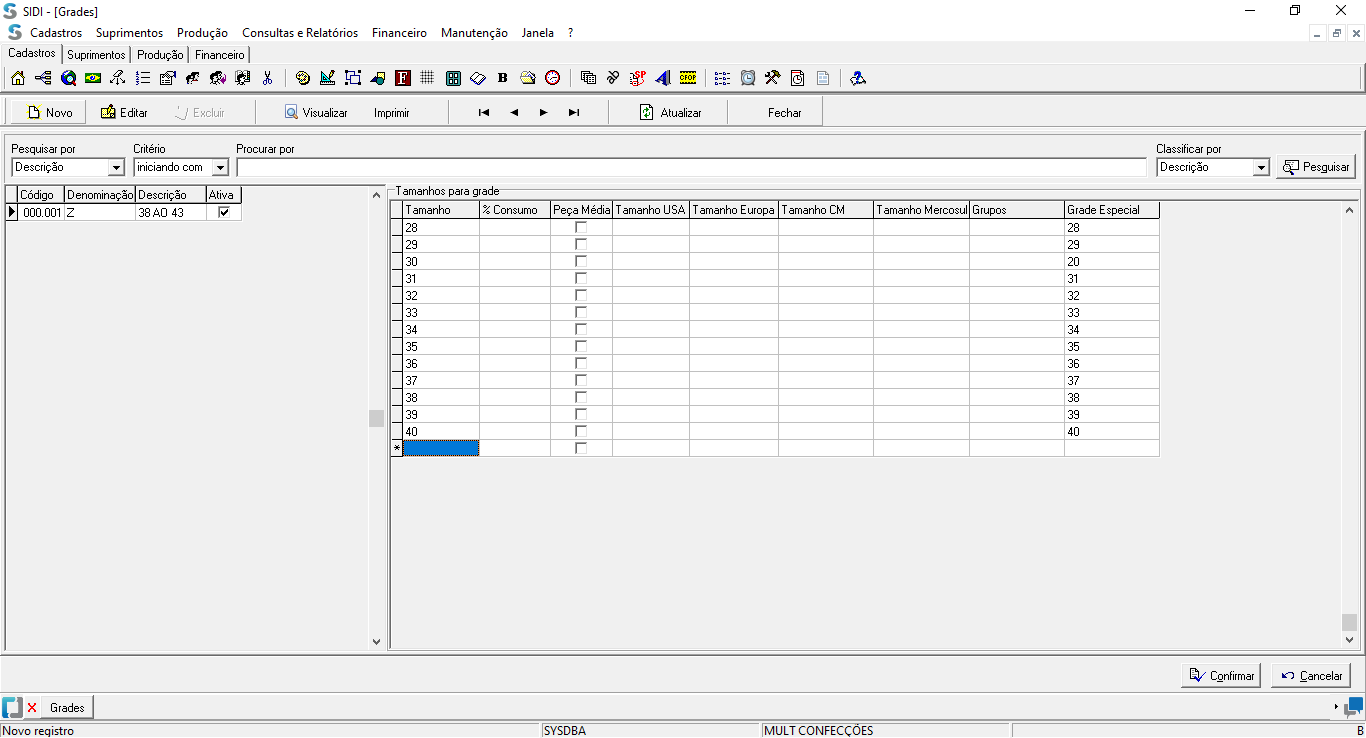 SIDI - [Grades]
Cadastros Suprimentos Produção Consultas e Relatórios Financeiro Manutenção Janela ?
Cadastros Suprimentos Produção Financeiro
F B SP CFOP
Novo Editar Excluir Visualizar Imprimir Atualizar Fechar
Pesquisar por Critério Procurar por Classificar por
Descrição iniciando com Descrição Pesquisar
Código Denominação Descrição Ativa
000.001 Z 38 AO 43
Tamanhos para grade
Tamanho % Consumo Peça Média Tamanho USA Tamanho Europa Tamanho CM Tamanho Mercosul Grupos Grade Especial
28 28
29 29
30 20
31 31
32 32
33 33
34 34
35 35
36 36
37 37
38 38
39 39
40 40
*
Confirmar Cancelar
Grades
Novo registro SYSDBA MULT CONFECÇÕES B